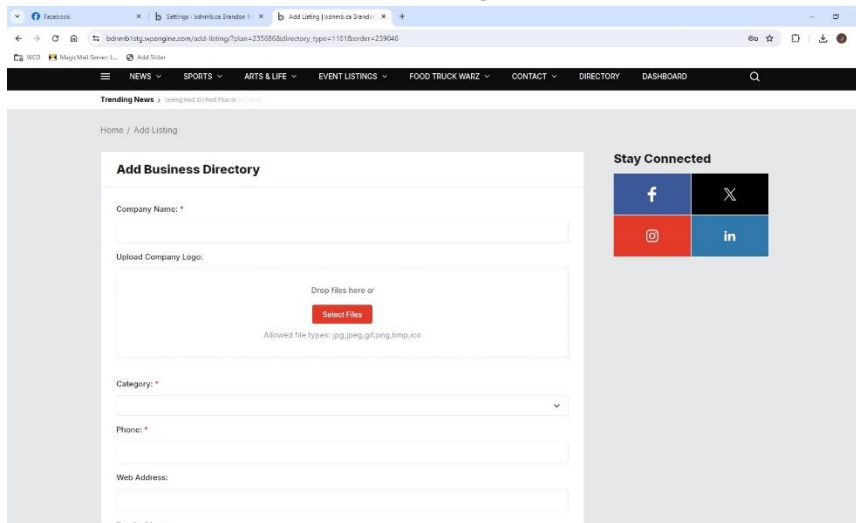 Facebook
Settings - bdnmb.ca Brandon
Add Listing | bdnmb.ca Brandon
bdnmb1stg.wpengine.com/add-listing/?plan=235686&directory_type=1161&order=239046
WCG
MagicMail Server: L...
Add Slider
NEWS
SPORTS
ARTS & LIFE
EVENT LISTINGS
FOOD TRUCK WARZ
CONTACT
DIRECTORY
DASHBOARD
Trending News >
Home / Add Listing
Add Business Directory
Company Name: *
Upload Company Logo:
Drop files here or
Select Files
Allowed file types: jpg,jpeg,gif,png,bmp,ico
Category: *
Phone: *
Web Address:
Stay Connected
f
X
in